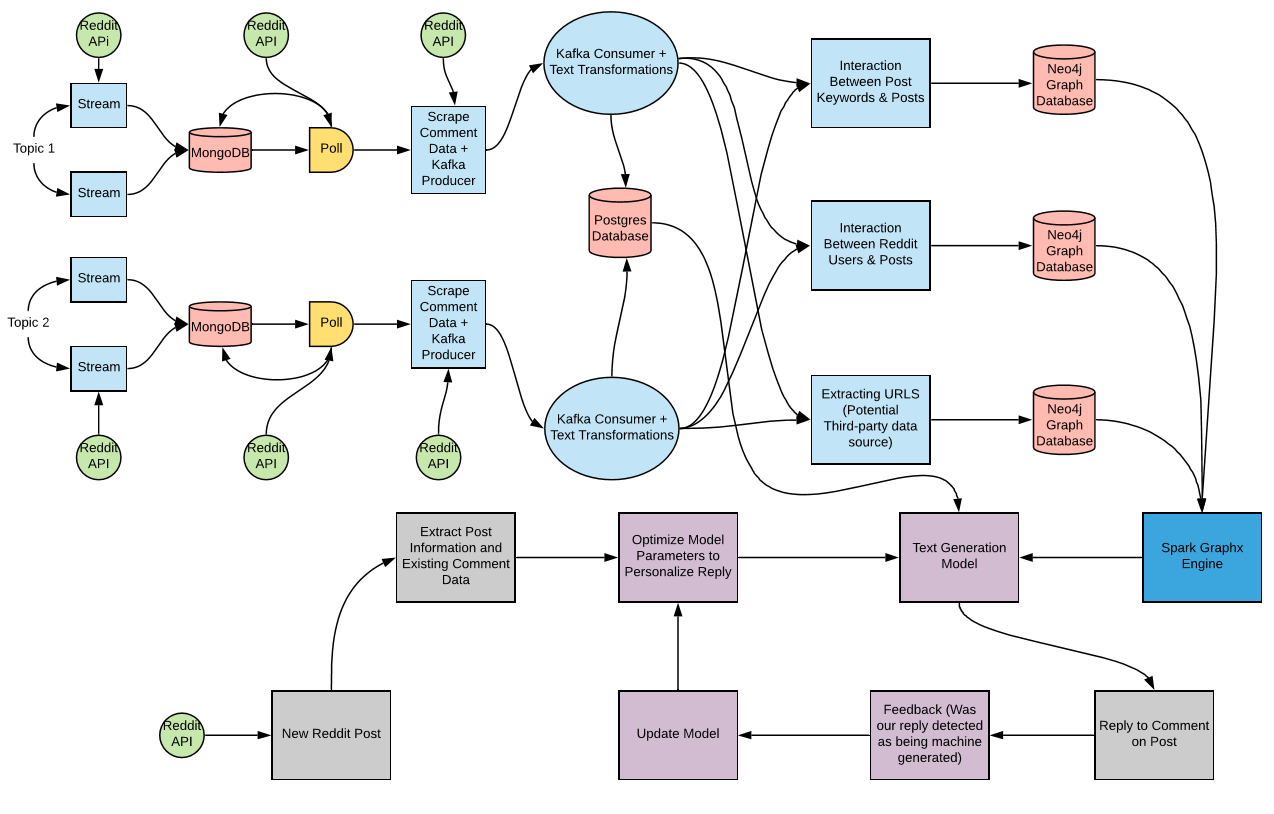 Reddit
APi
Reddit
API
Reddit
API
Stream
Topic 1
Stream
MongoDB
Poll
Scrape
Comment
Data +
Kafka
Producer
Kafka Consumer +
Text Transformations
Postgres
Database
Interaction
Between Post
Keywords & Posts
Neo4j
Graph
Database
Interaction
Between Reddit
Users & Posts
Neo4j
Graph
Database
Stream
Topic 2
Stream
MongoDB
Poll
Scrape
Comment
Data +
Kafka
Producer
Kafka Consumer +
Text Transformations
Extracting URLS
(Potential
Third-party data
source)
Neo4j
Graph
Database
Reddit
API
Reddit
API
Reddit
API
Extract Post
Information and
Existing Comment
Data
Optimize Model
Parameters to
Personalize Reply
Text Generation
Model
Spark Graphx
Engine
Reddit
API
New Reddit Post
Update Model
Feedback (Was
our reply detected
as being machine
generated)
Reply to Comment
on Post